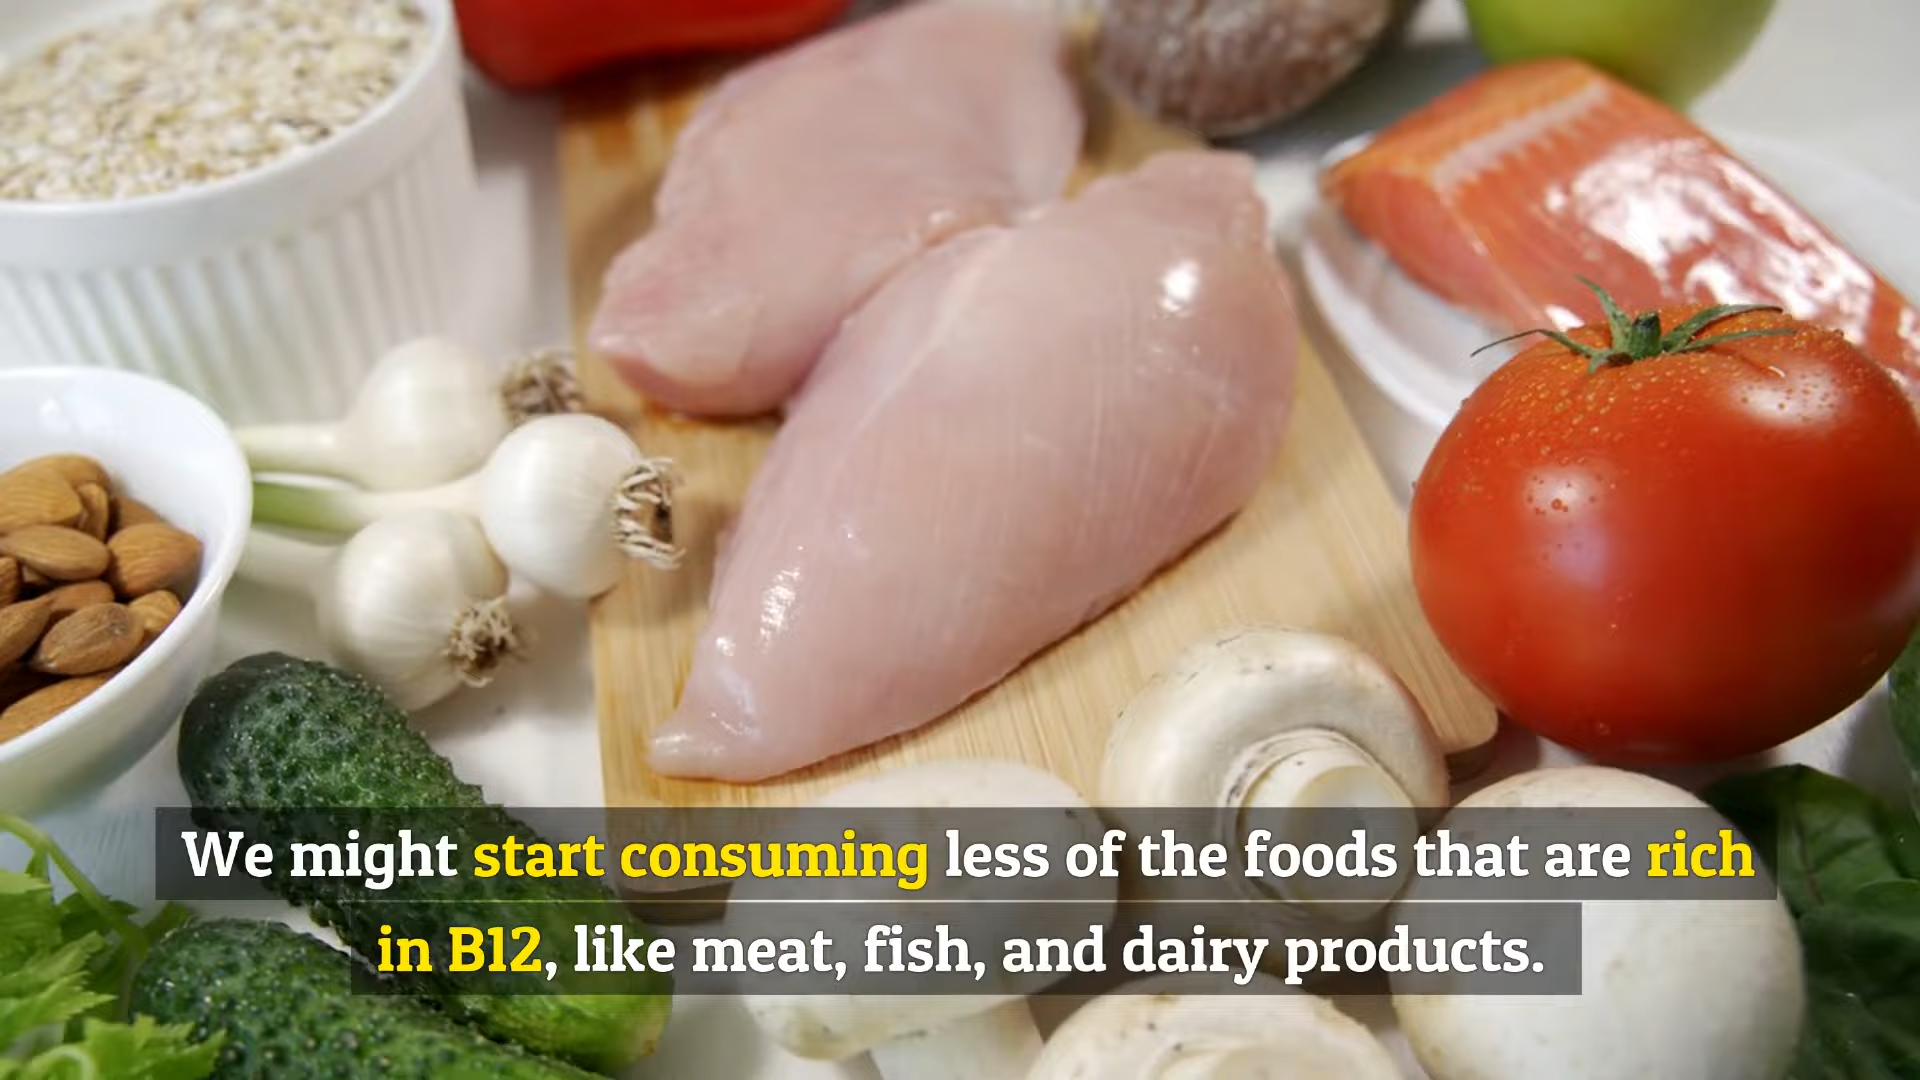 We might start consuming less of the foods that are rich
in B12, like meat, fish, and dairy products.